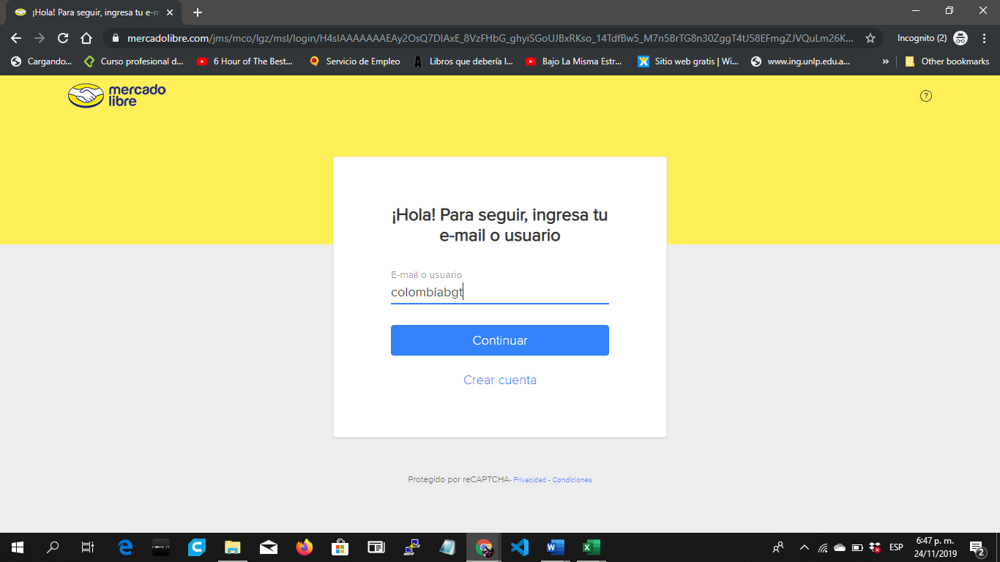 ¡Hola! Para seguir, ingresa tu e-m
mercadolibre.com/jms/mco/lgz/msl/login/H4sIAAAAAAAEAy2OsQ7DIAxE_8VzFHbG_ghyiSGoUJBxRKso_14TdfBw5_M7n5BrTG8n30ZggT4tJ58EFmgZJVQuLm26K...
Incognito (2)
Cargando...
Curso profesional d...
6 Hour of The Best...
Servicio de Empleo
Libros que debería l...
Bajo La Misma Estr...
Sitio web gratis | Wi...
www.ing.unlp.edu.a...
»
Other bookmarks
mercado
libre
?
¡Hola! Para seguir, ingresa tu
e-mail o usuario
E-mail o usuario
colombiabgt
Continuar
Crear cuenta
Protegido por reCAPTCHA- Privacidad - Condiciones
ESP
6:47 p. m.
24/11/2019
2